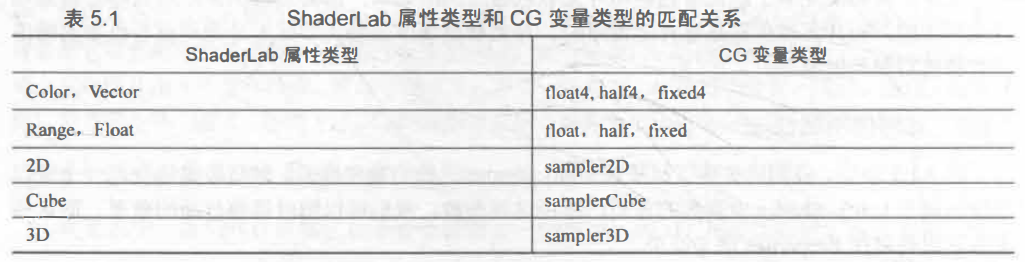 表 5.1 ShaderLab 属性类型和 CG 变量类型的匹配关系
ShaderLab 属性类型 CG 变量类型
Color，Vector float4, half4，fixed4
Range，Float float，half，fixed
2D sampler2D
Cube samplerCube
3D sampler3D